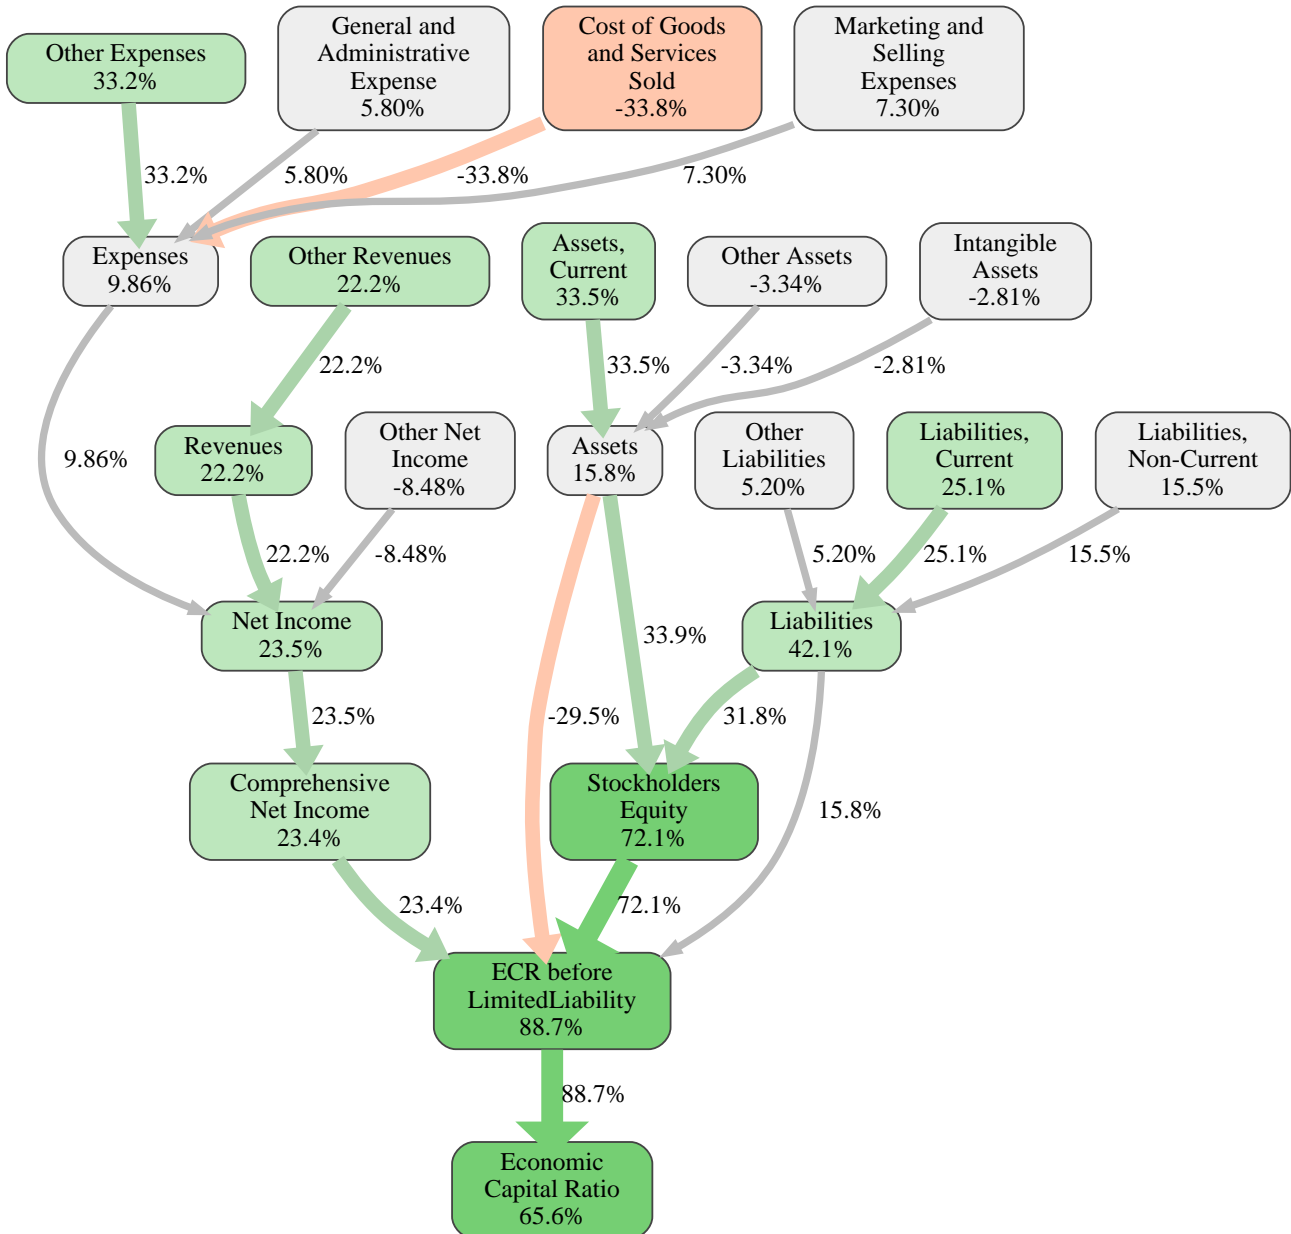 Other Expenses
33.2%
General and
Administrative
Expense
5.80%
Cost of Goods
and Services
Sold
-33.8%
Marketing and
Selling
Expenses
7.30%
33.2%
5.80%
-33.8%
7.30%
Expenses
9.86%
Other Revenues
22.2%
Assets,
Current
33.5%
Other Assets
-3.34%
Intangible
Assets
-2.81%
22.2%
33.5%
-3.34%
-2.81%
9.86%
Revenues
22.2%
Other Net
Income
-8.48%
Assets
15.8%
Other
Liabilities
5.20%
Liabilities,
Current
25.1%
Liabilities,
Non-Current
15.5%
22.2%
-8.48%
5.20%
25.1%
15.5%
Net Income
23.5%
33.9%
Liabilities
42.1%
23.5%
-29.5%
31.8%
Comprehensive
Net Income
23.4%
Stockholders
Equity
72.1%
15.8%
23.4%
72.1%
ECR before
LimitedLiability
88.7%
88.7%
Economic
Capital Ratio
65.6%